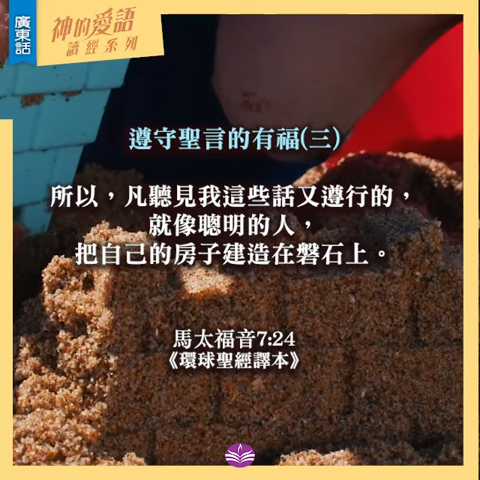 廣東話
神的愛語
讀經系列
遵守聖言的有福(三)
所以，凡聽見我這些話又遵行的，
就像聰明的人，
把自己的房子建造在磐石上。
馬太福音7:24
《環球聖經譯本》